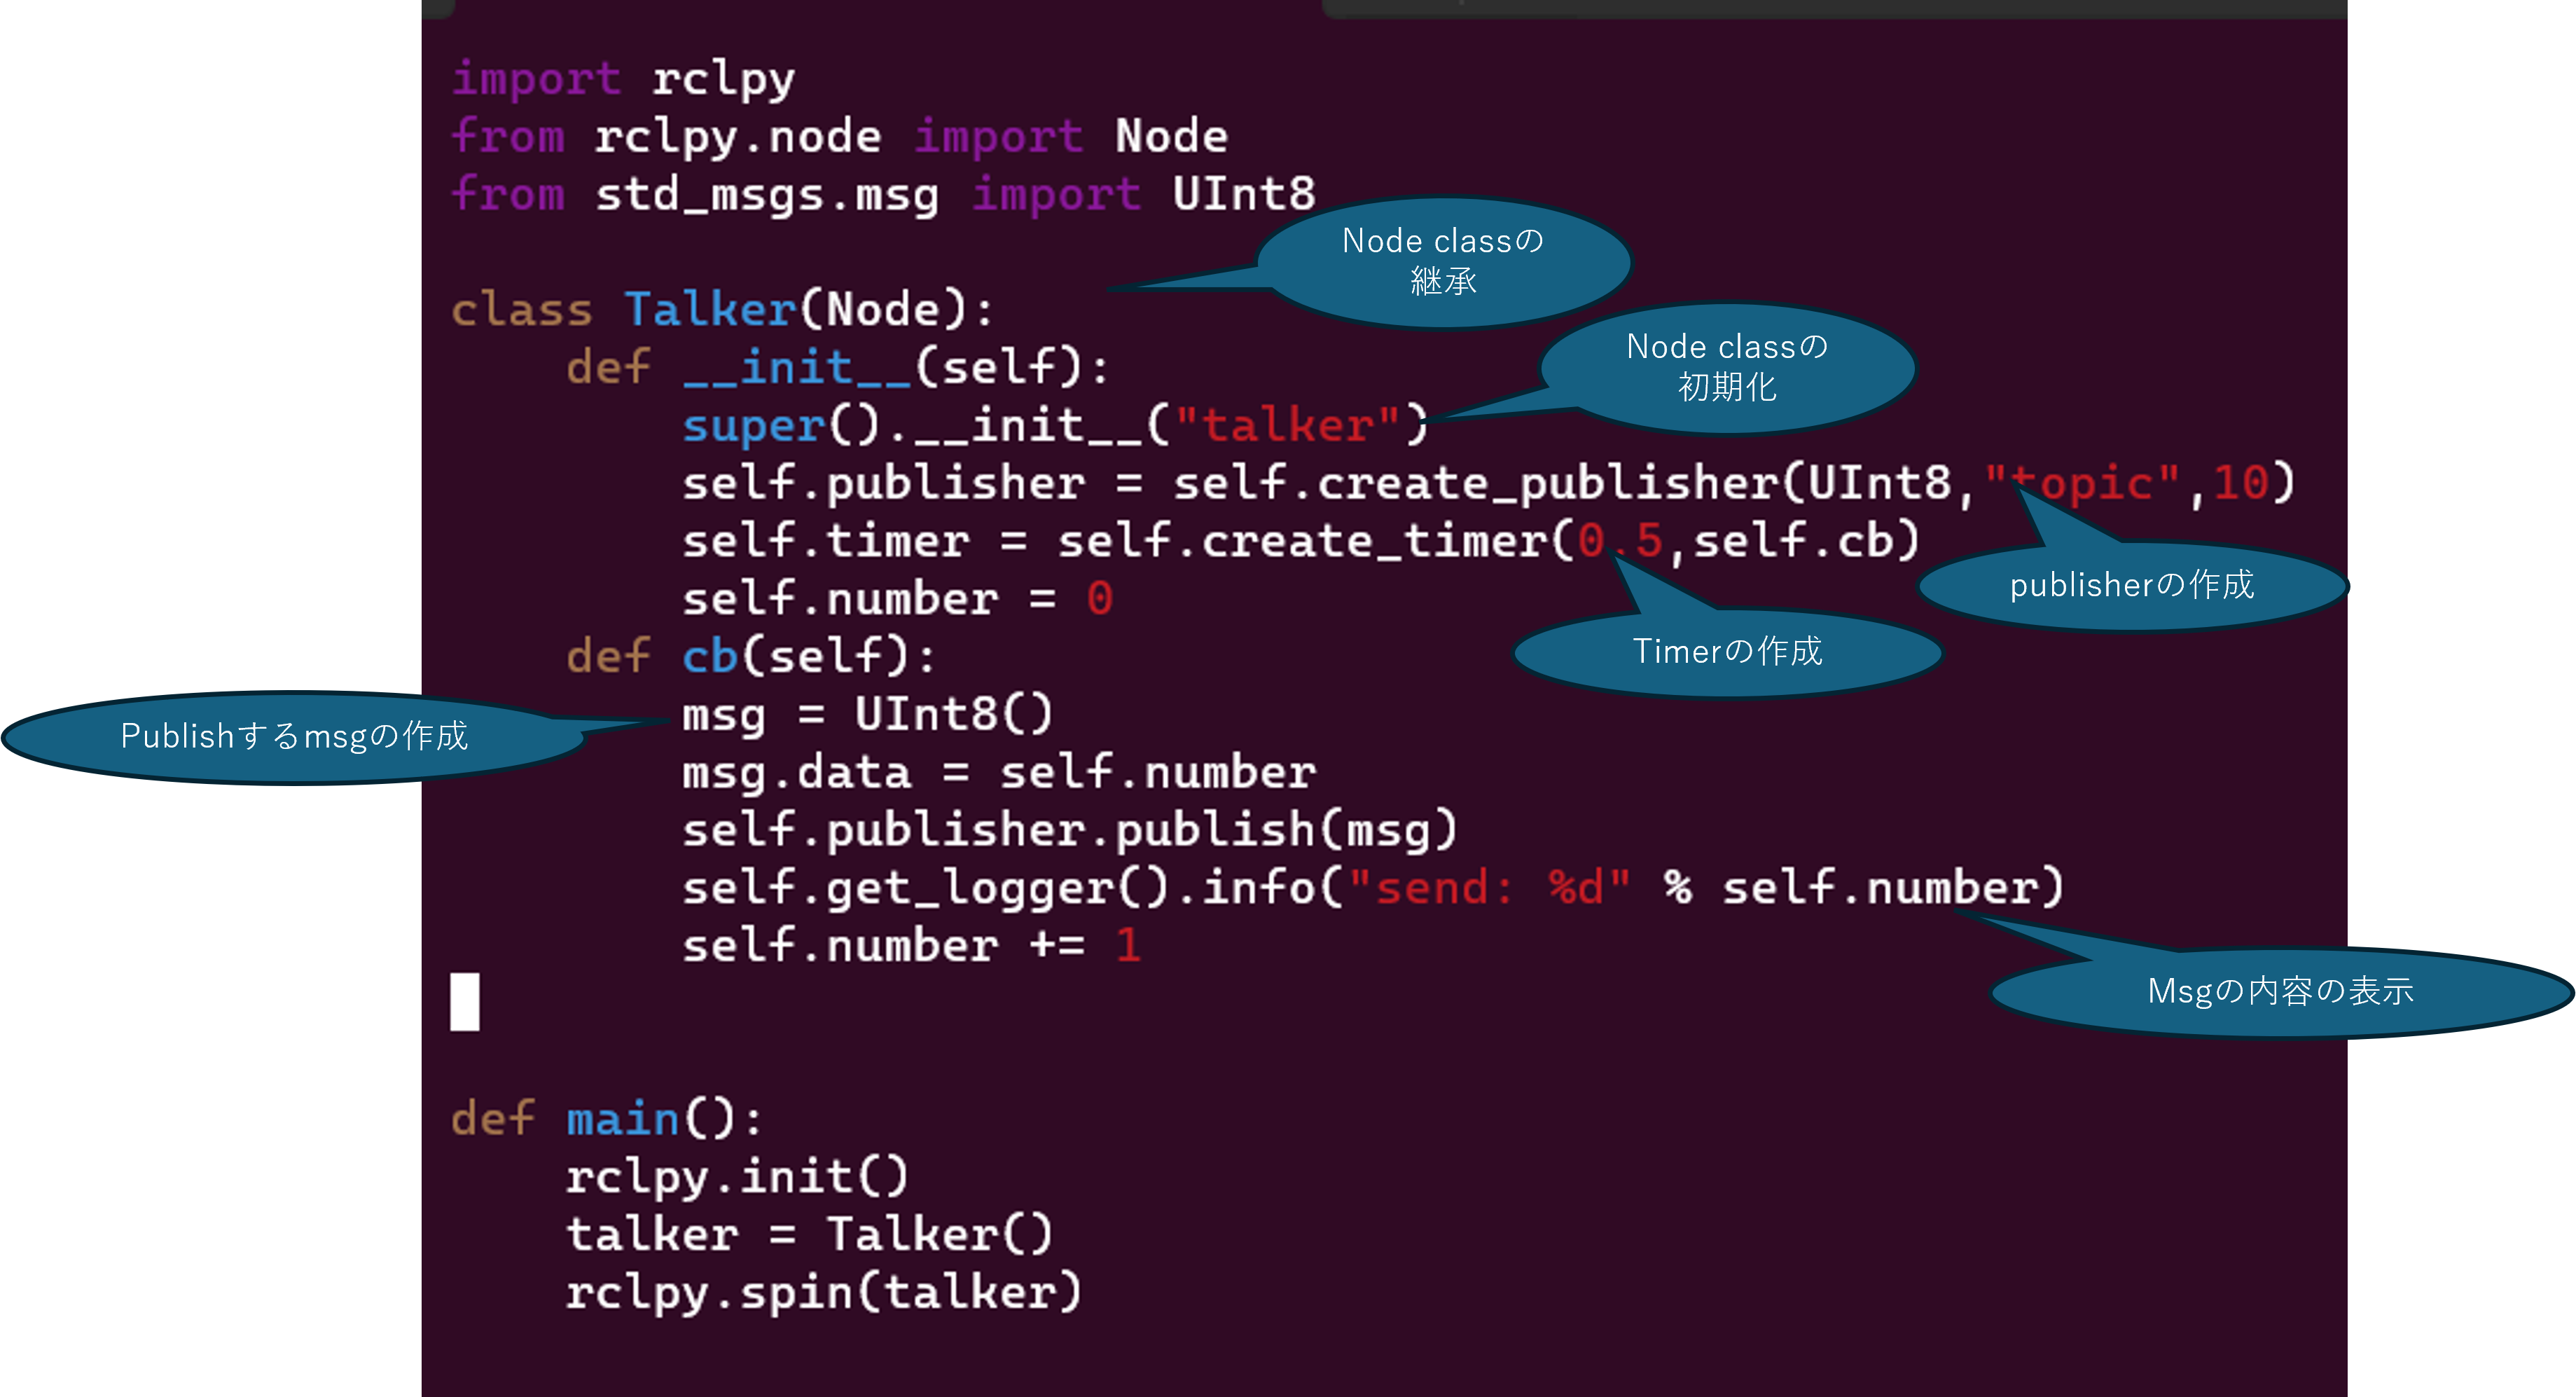 import rclpy
from rclpy.node import Node
from std_msgs.msg import UInt8
Node classの
継承
class Talker(Node):
def __init__(self):
Node classの
初期化
super().__init__("talker")
self.publisher = self.create_publisher(UInt8,"topic",10)
self.timer = self.create_timer(0.5,self.cb)
publisherの作成
self.number = 0
Timerの作成
def cb(self):
Publishするmsgの作成
msg = UInt8()
msg.data = self.number
self.publisher.publish(msg)
self.get_logger().info("send: %d" % self.number)
self.number += 1
Msgの内容の表示
def main():
rclpy.init()
talker = Talker()
rclpy.spin(talker)